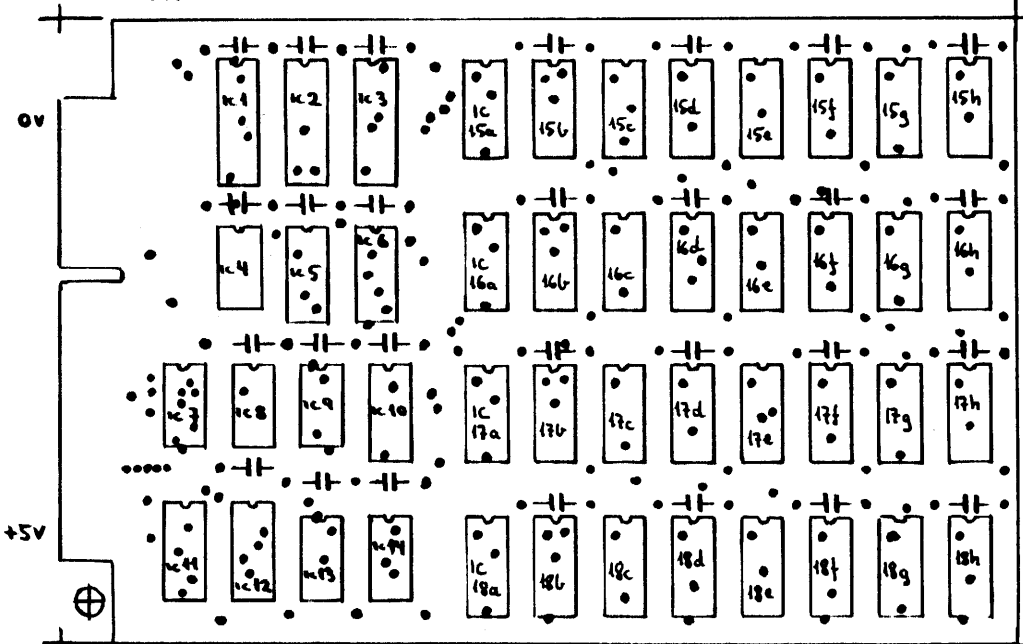 IC1 IC2 IC3 IC 15a 15b 15c 15d 15e 15f 15g 15h
0V
IC4 IC5 IC6 IC 16a 16b 16c 16d 16e 16f 16g 16h
IC7 IC8 IC9 IC10 IC 17a 17b 17c 17d 17e 17f 17g 17h
+5V
IC11 IC12 IC13 IC14 IC 18a 18b 18c 18d 18e 18f 18g 18h